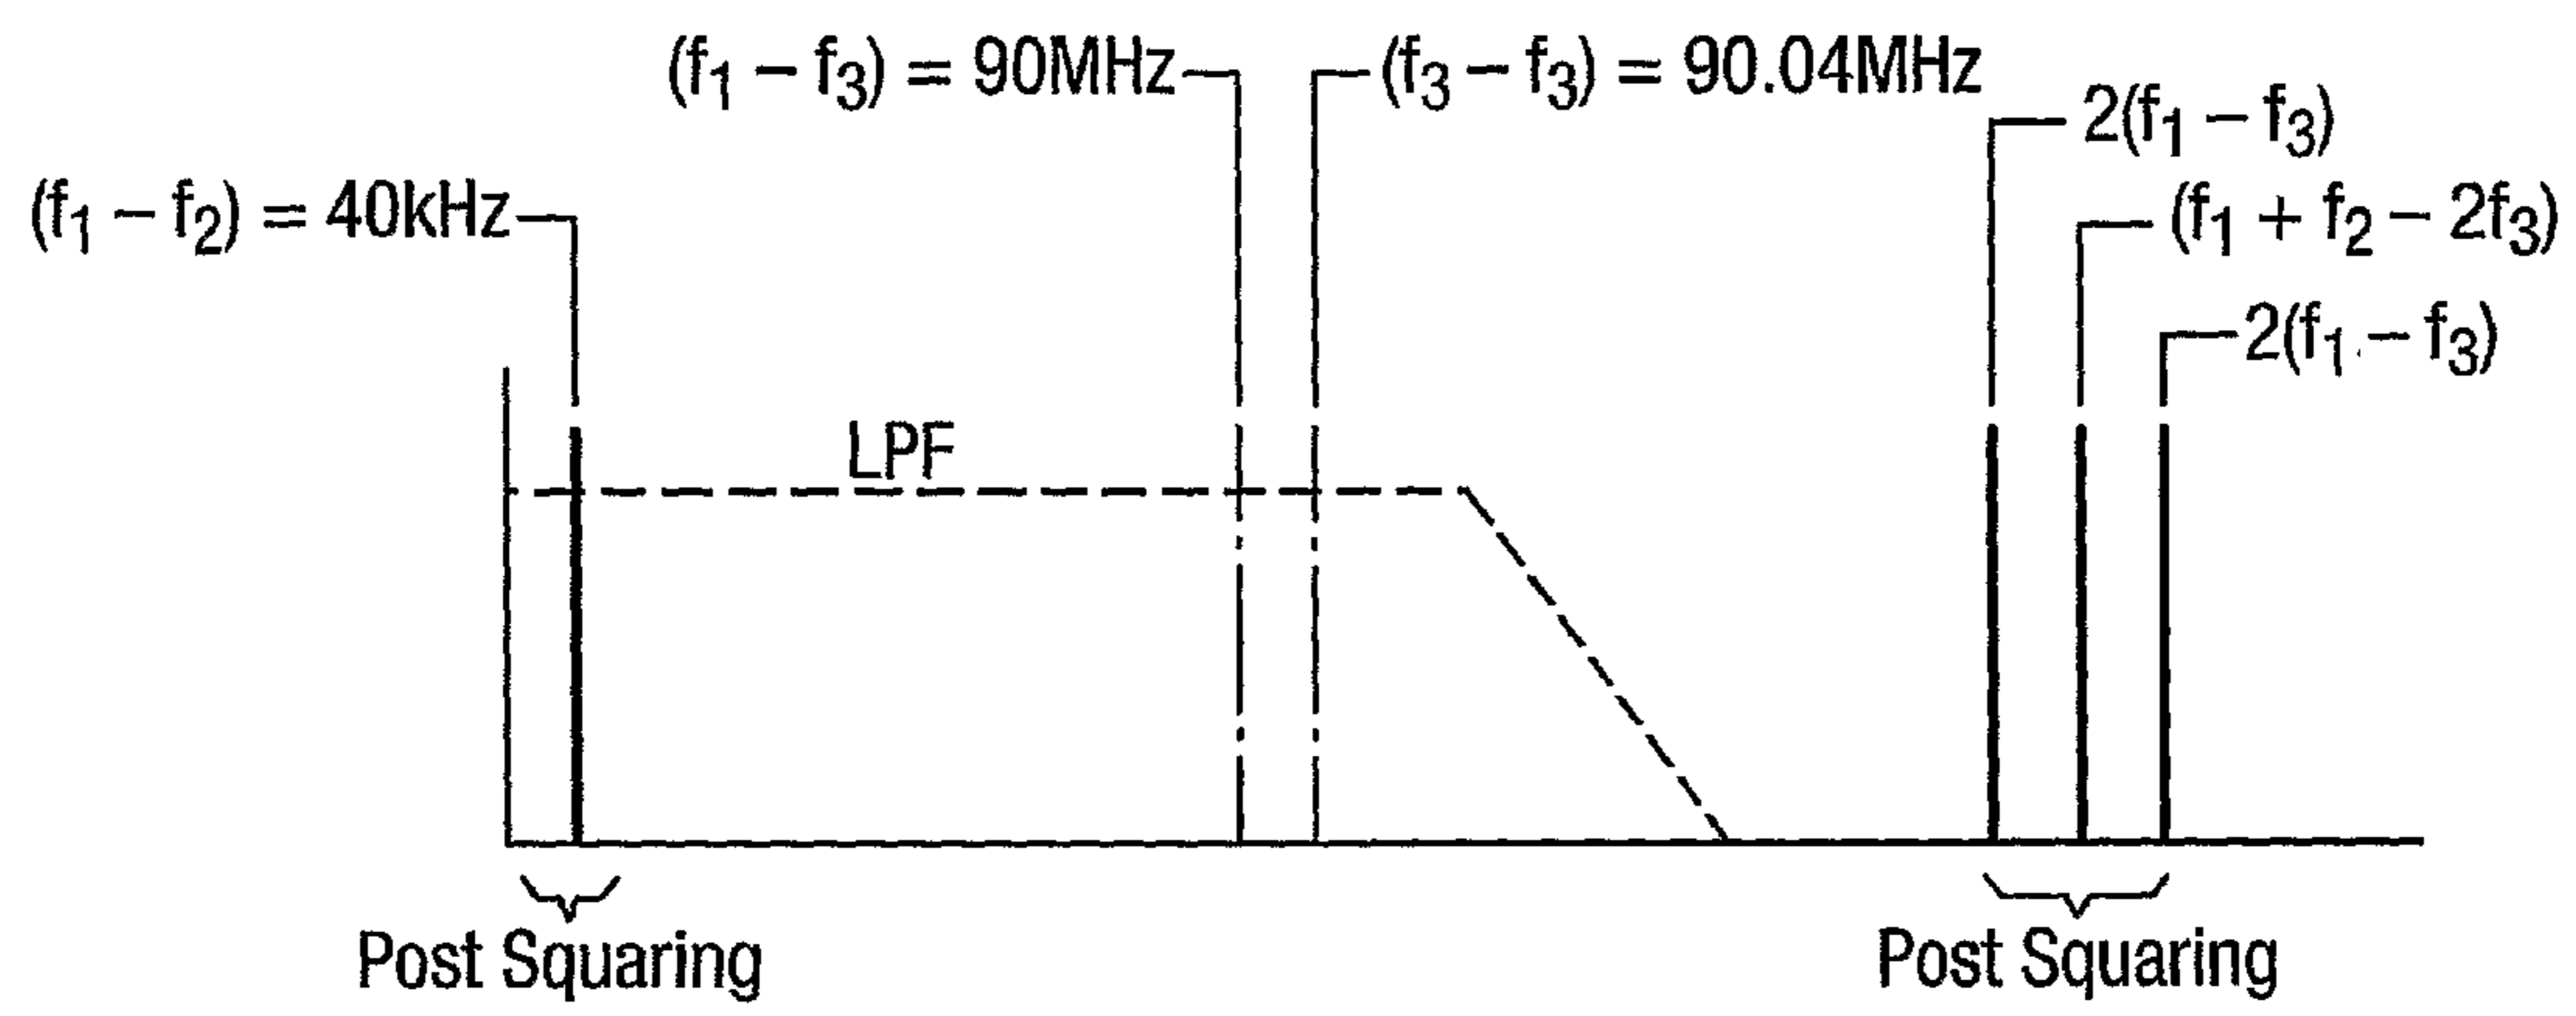 (f₁ – f₃) = 90MHz
(f₃ – f₃) = 90.04MHz
2(f₁ – f₃)
(f₁ – f₂) = 40kHz
(f₁ + f₂ – 2f₃)
2(f₁ – f₃)
LPF
Post Squaring
Post Squaring